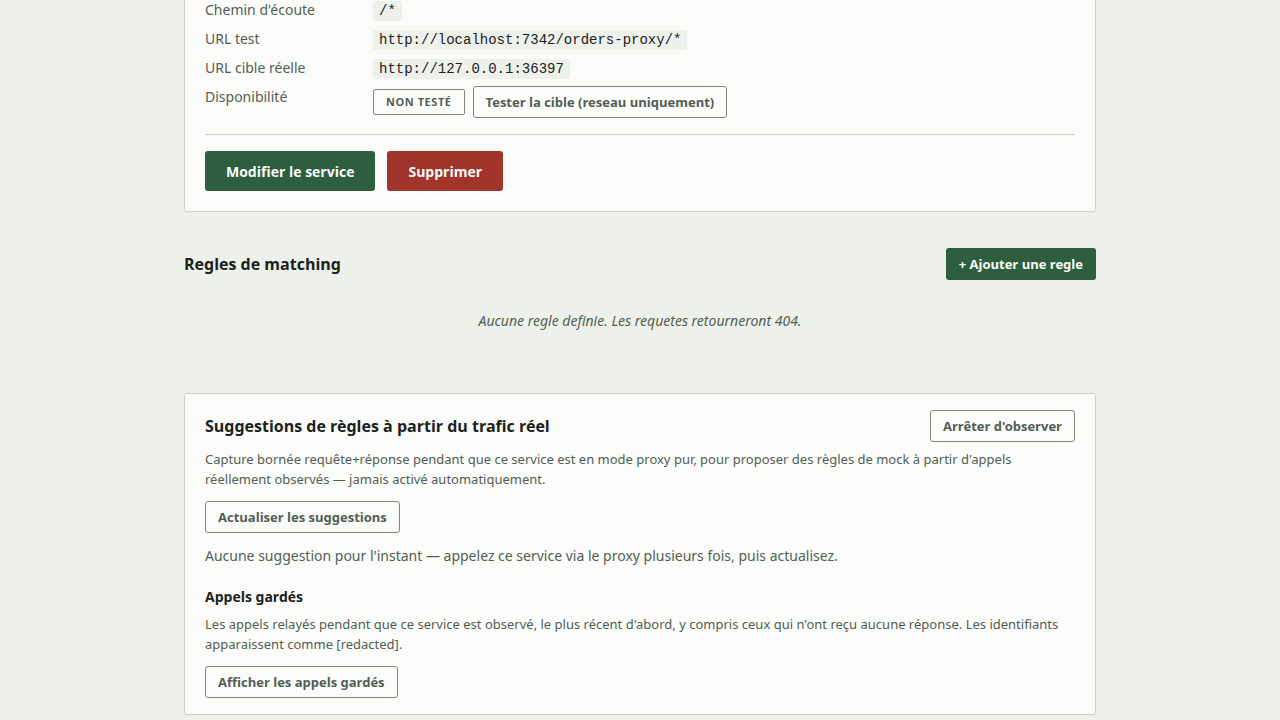 Chemin d'écoute /*
URL test http://localhost:7342/orders-proxy/*
URL cible réelle http://127.0.0.1:36397
Disponibilité NON TESTÉ Tester la cible (reseau uniquement)
Modifier le service Supprimer
Regles de matching + Ajouter une regle
Aucune regle definie. Les requetes retourneront 404.
Suggestions de règles à partir du trafic réel Arrêter d'observer
Capture bornée requête+réponse pendant que ce service est en mode proxy pur, pour proposer des règles de mock à partir d'appels
réellement observés — jamais activé automatiquement.
Actualiser les suggestions
Aucune suggestion pour l'instant — appelez ce service via le proxy plusieurs fois, puis actualisez.
Appels gardés
Les appels relayés pendant que ce service est observé, le plus récent d'abord, y compris ceux qui n'ont reçu aucune réponse. Les identifiants
apparaissent comme [redacted].
Afficher les appels gardés